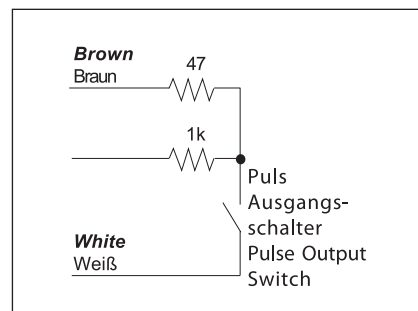 Brown
Braun
47
1k
Puls
Ausgangs-
schalter
Pulse Output
Switch
White
Weiß